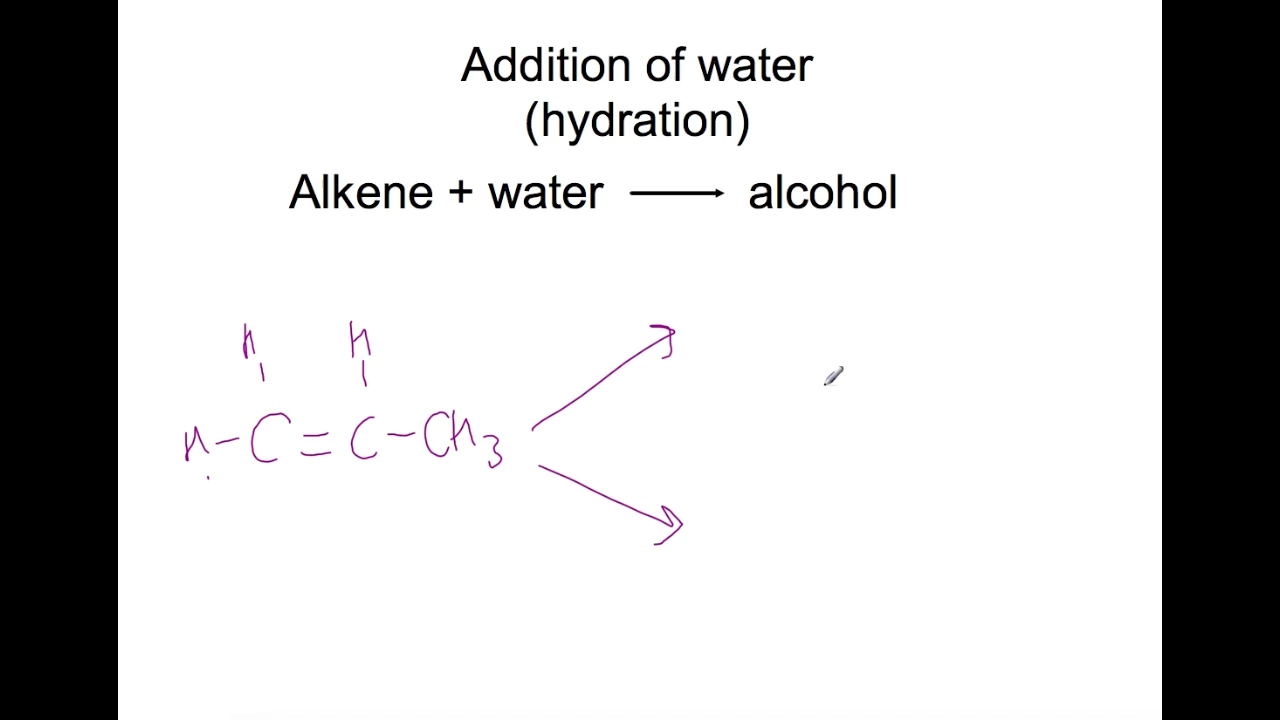 Addition of water
(hydration)
Alkene + water ⟶ alcohol
H H
H-C=C-CH3